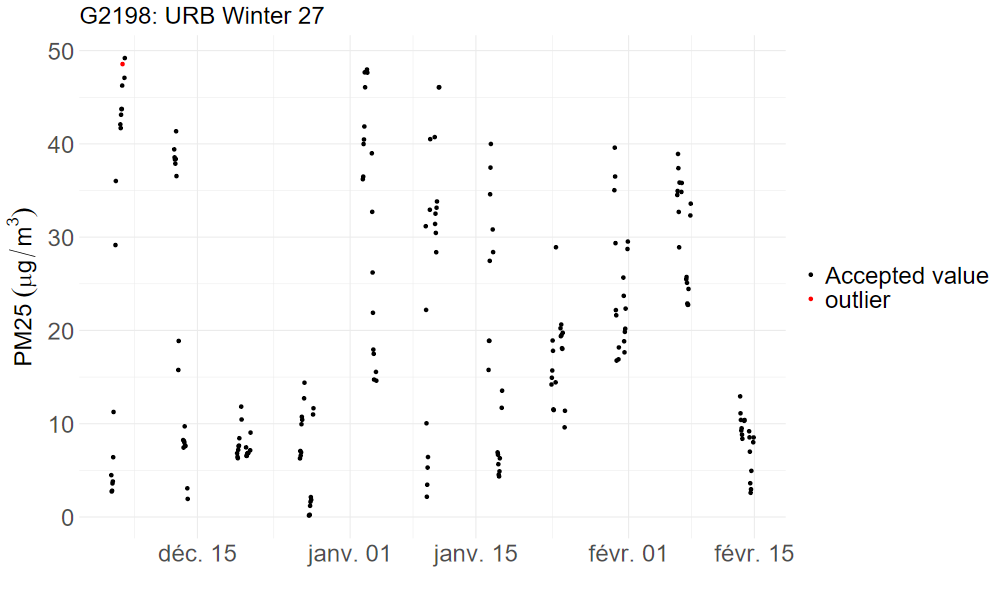 G2198: URB Winter 27
PM25 (μg/m³)
50
40
30
20
10
0
déc. 15 janv. 01 janv. 15 févr. 01 févr. 15
Accepted value
outlier